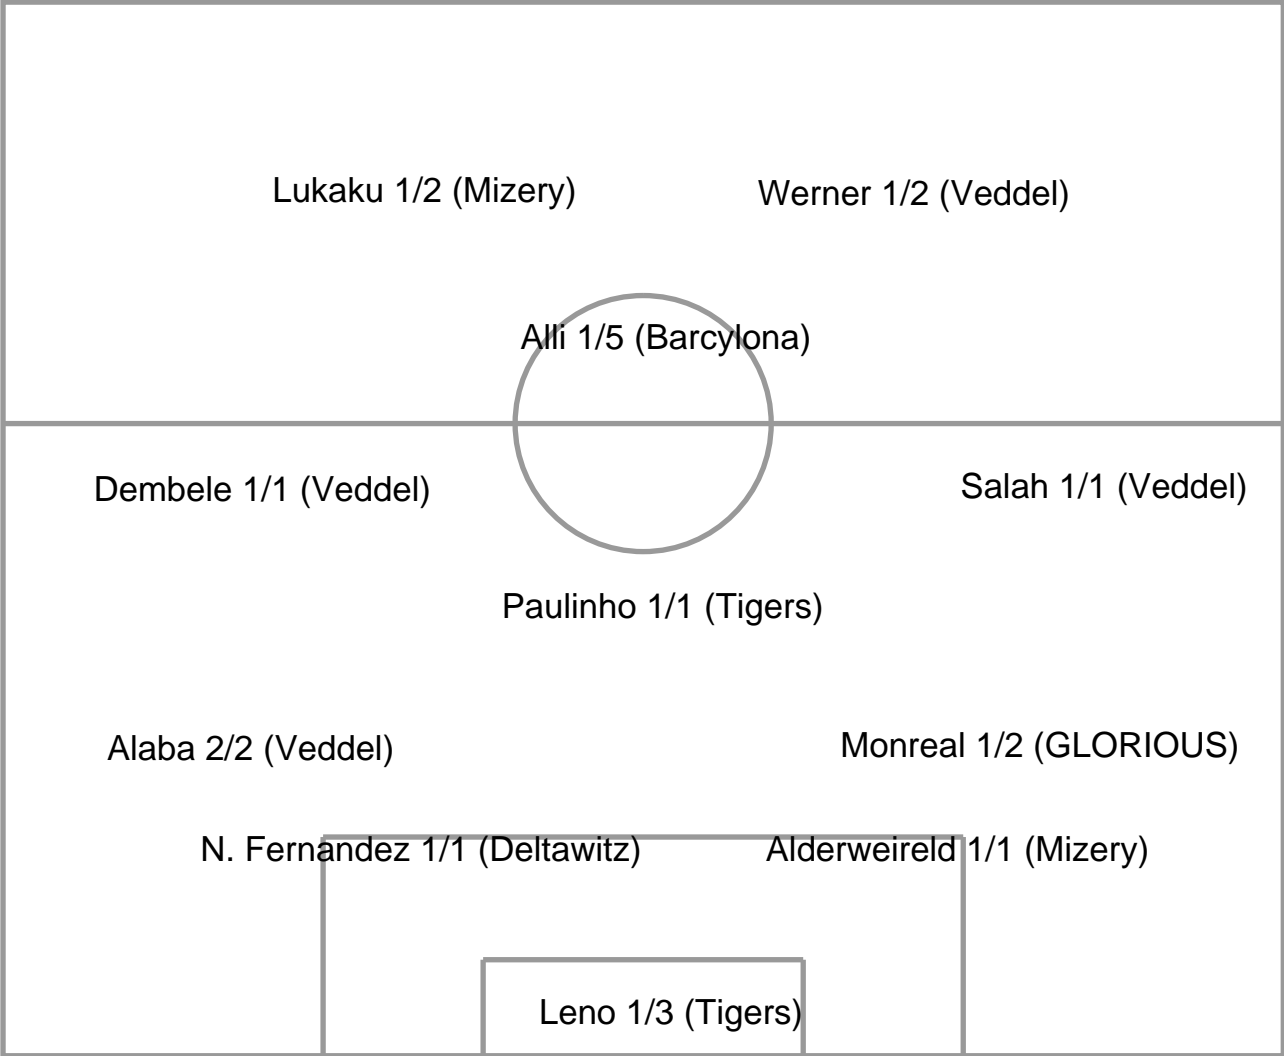 Lukaku 1/2 (Mizery)
Werner 1/2 (Veddel)
Alli 1/5 (Barcylona)
Dembele 1/1 (Veddel)
Salah 1/1 (Veddel)
Paulinho 1/1 (Tigers)
Alaba 2/2 (Veddel)
Monreal 1/2 (GLORIOUS)
N. Fernandez 1/1 (Deltawitz)
Alderweireld 1/1 (Mizery)
Leno 1/3 (Tigers)